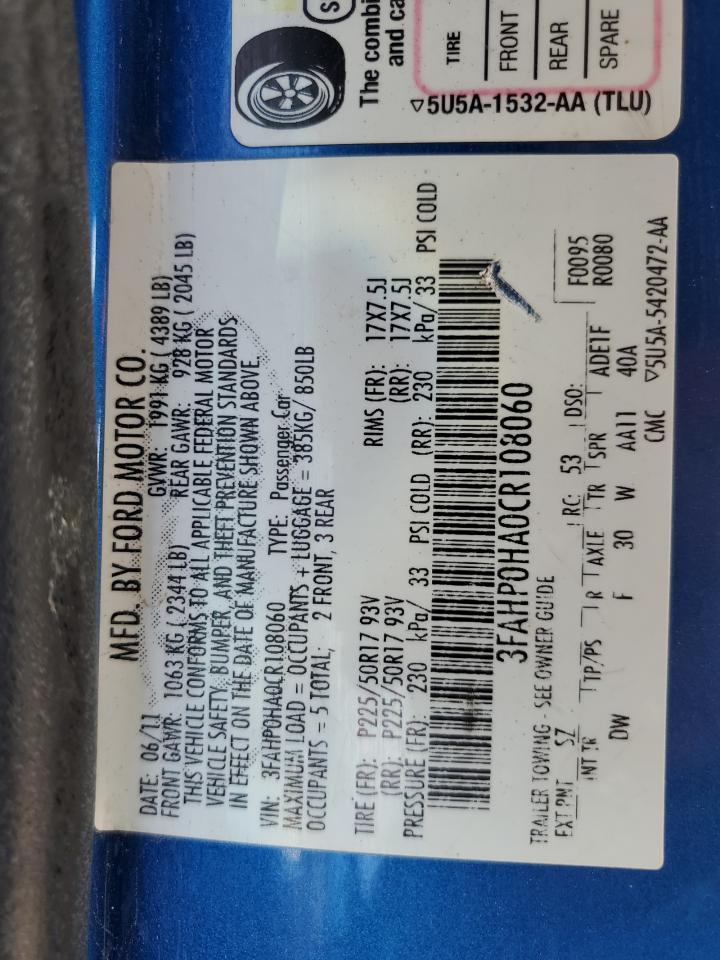 MFD. BY FORD MOTOR CO.
DATE: 06/11 GVWR: 1991 KG ( 4389 LB)
FRONT GAWR: 1063 KG ( 2344 LB) REAR GAWR: 928 KG ( 2045 LB)
THIS VEHICLE CONFORMS TO ALL APPLICABLE FEDERAL MOTOR
VEHICLE SAFETY, BUMPER, AND THEFT PREVENTION STANDARDS
IN EFFECT ON THE DATE OF MANUFACTURE SHOWN ABOVE.
VIN: 3FAHP0HA0CR108060 TYPE: Passenger Car
MAXIMUM LOAD = OCCUPANTS + LUGGAGE = 385KG/ 850LB
OCCUPANTS = 5 TOTAL; 2 FRONT, 3 REAR
TIRE (FR): P225/50R17 93V RIMS (FR): 17X7.5J
(RR): P225/50R17 93V (RR): 17X7.5J
PRESSURE (FR): 230 kPa/ 33 PSI COLD (RR): 230 kPa/ 33 PSI COLD
3FAHP0HA0CR108060
TRAILER TOWING - SEE OWNER GUIDE
F0095
EXT PNT SZ RC: 53 DSO: R0080
INT TR TP/PS R AXLE TR SPR ADE1F
DW F 30 W AA11 40A
CMC ▽5U5A-5420472-AA
S
The combi
and ca
TIRE
FRONT
REAR
SPARE
▽5U5A-1532-AA (TLU)